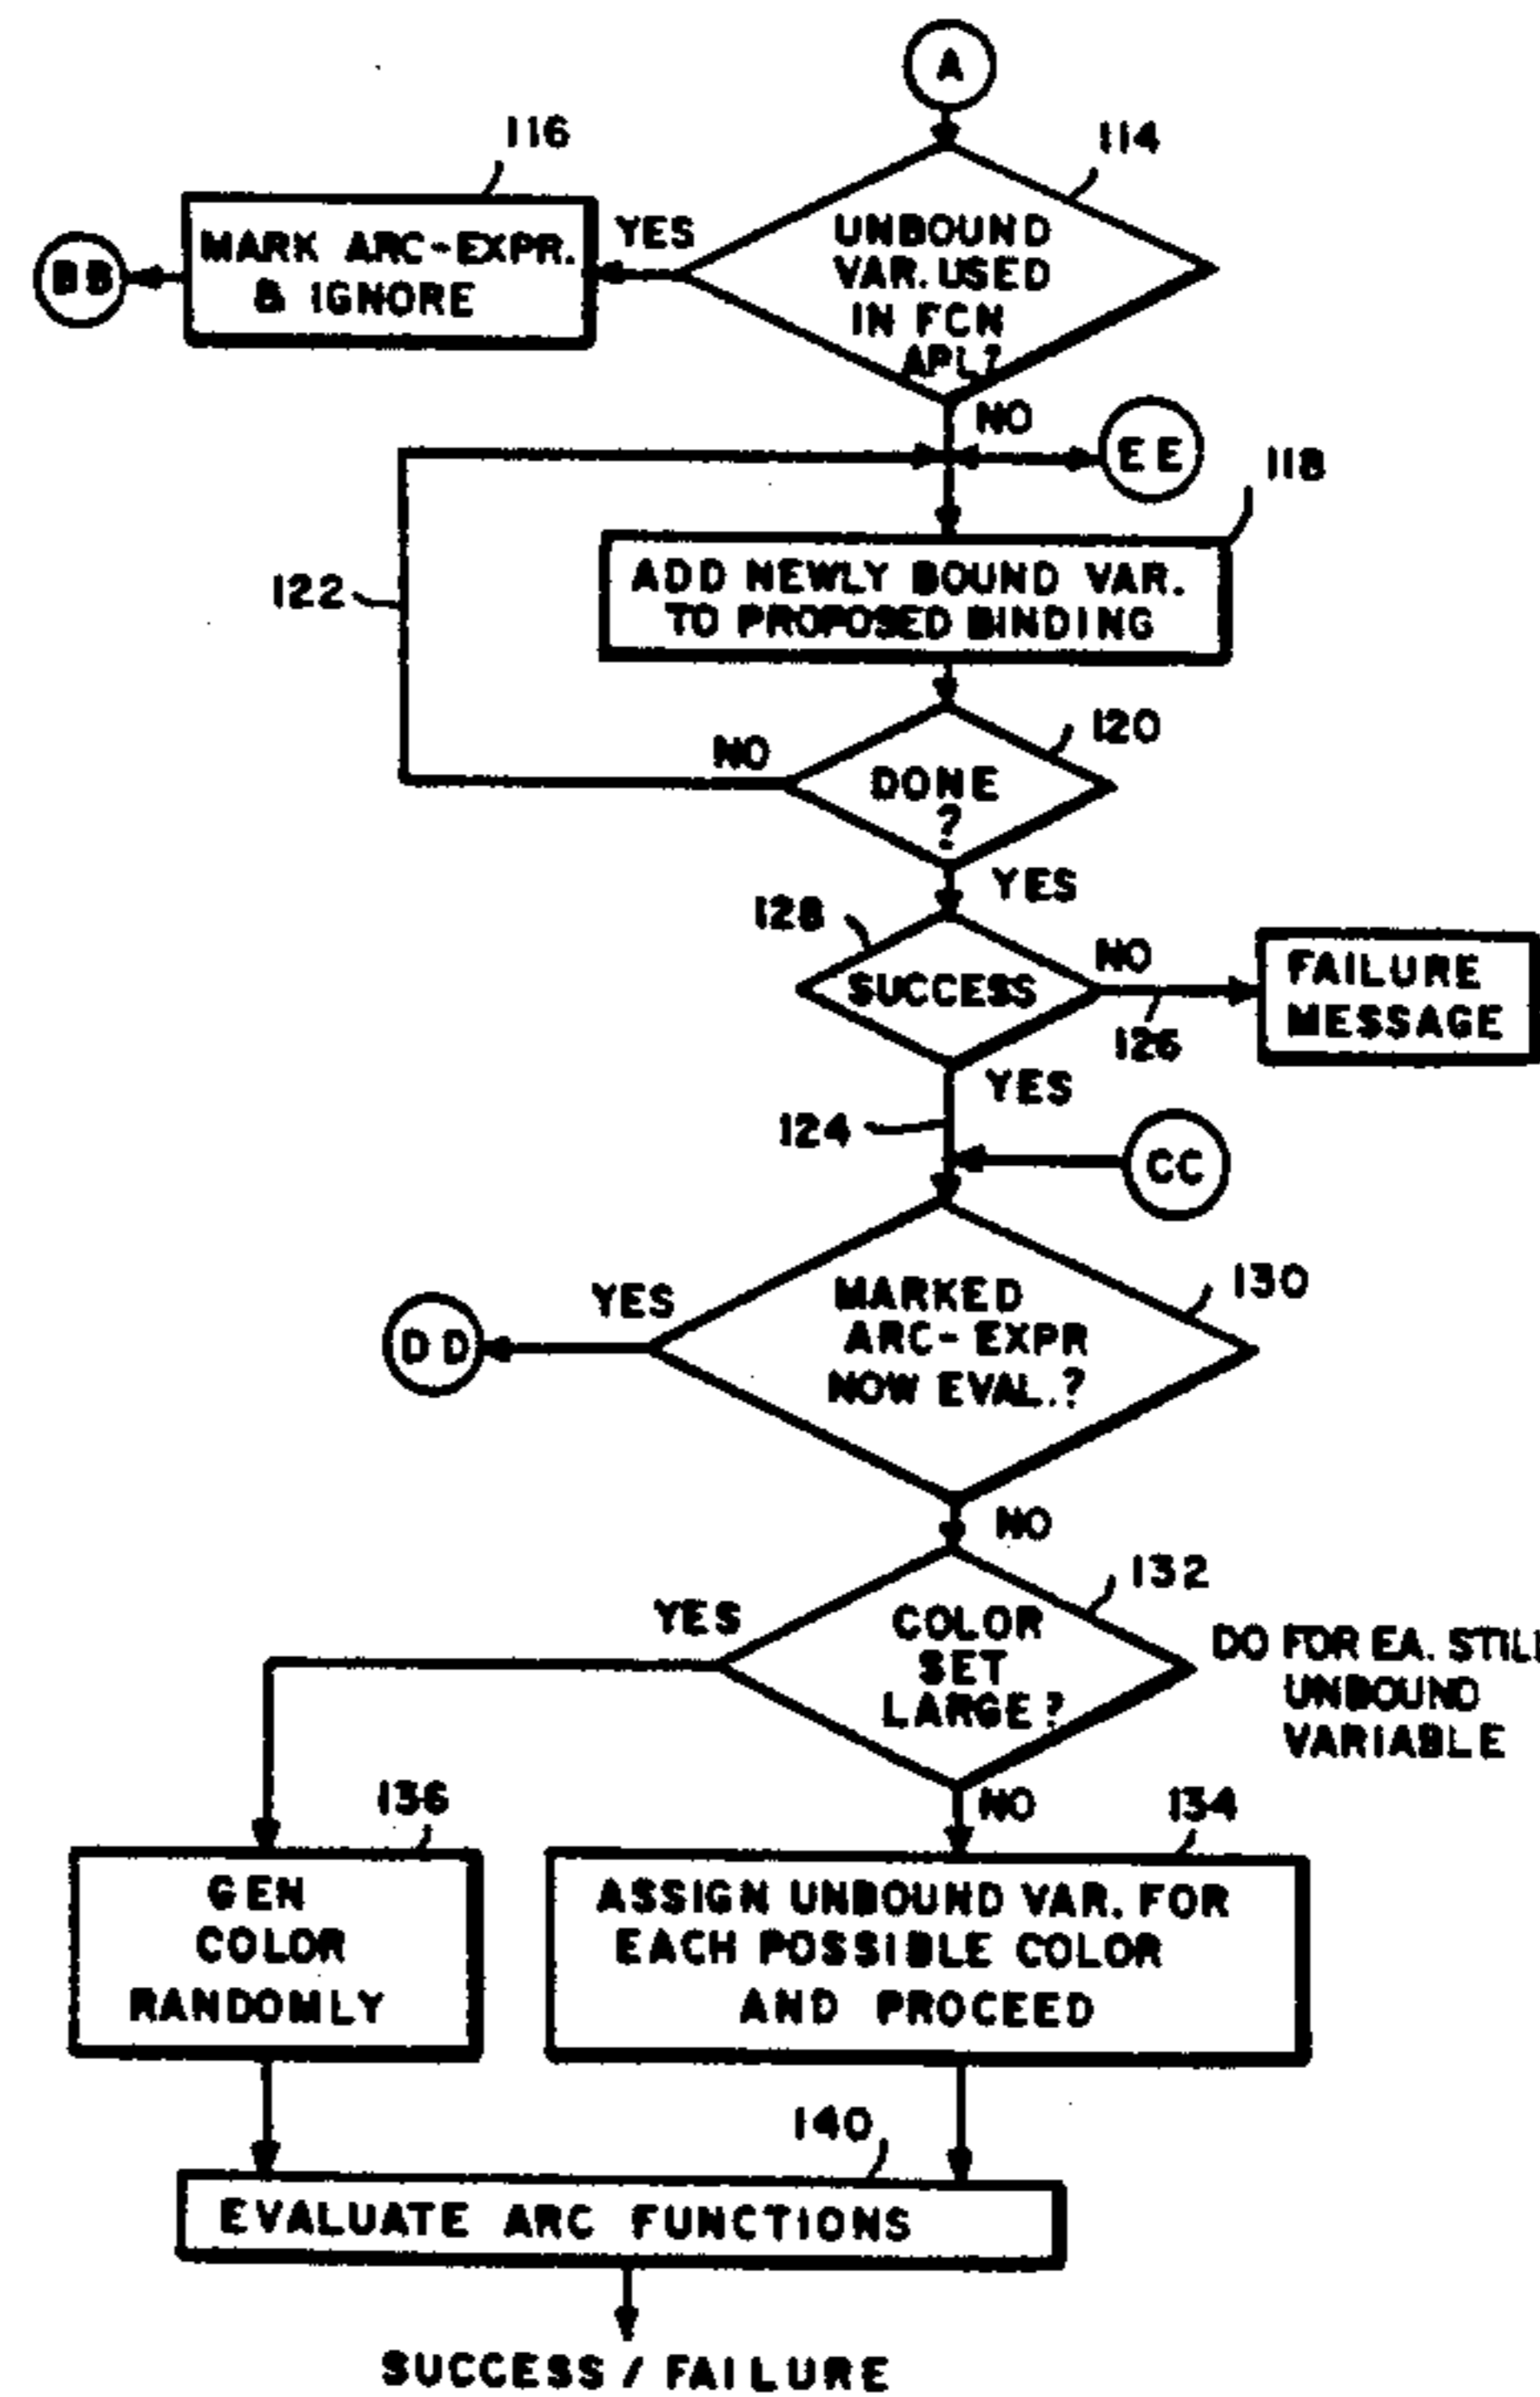 A
114
116
UNBOUND
VAR. USED
IN FCN
APL?
YES
MARK ARC-EXPR.
& IGNORE
BB
NO
EE
118
ADD NEWLY BOUND VAR.
TO PROPOSED BINDING
122
120
NO
DONE
?
YES
128
SUCCESS
NO
126
FAILURE
MESSAGE
YES
124
CC
130
YES
MARKED
ARC-EXPR
NOW EVAL.?
DD
NO
132
YES
COLOR
SET
LARGE?
DO FOR EA. STILL
UNBOUND
VARIABLE
NO
136
134
GEN
COLOR
RANDOMLY
ASSIGN UNBOUND VAR. FOR
EACH POSSIBLE COLOR
AND PROCEED
140
EVALUATE ARC FUNCTIONS
SUCCESS / FAILURE